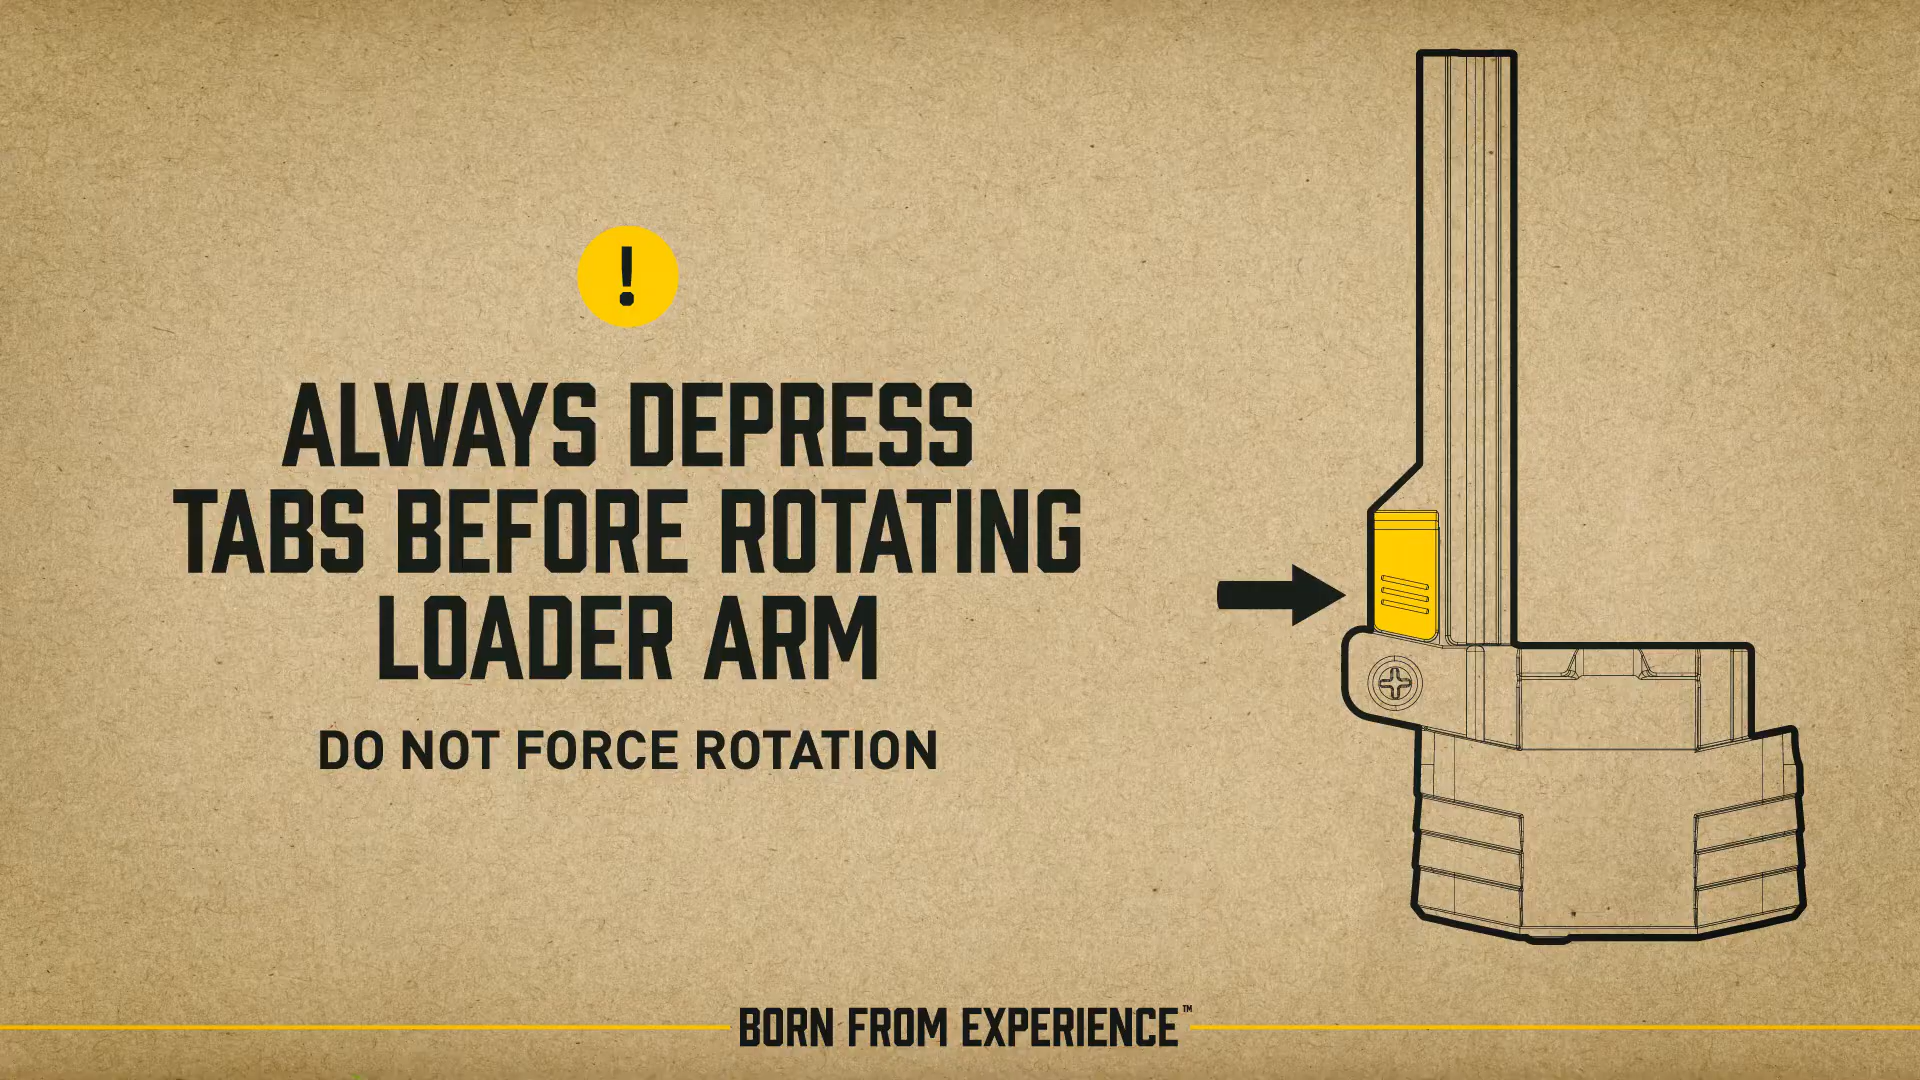 !
ALWAYS DEPRESS
TABS BEFORE ROTATING
LOADER ARM
DO NOT FORCE ROTATION
BORN FROM EXPERIENCE™